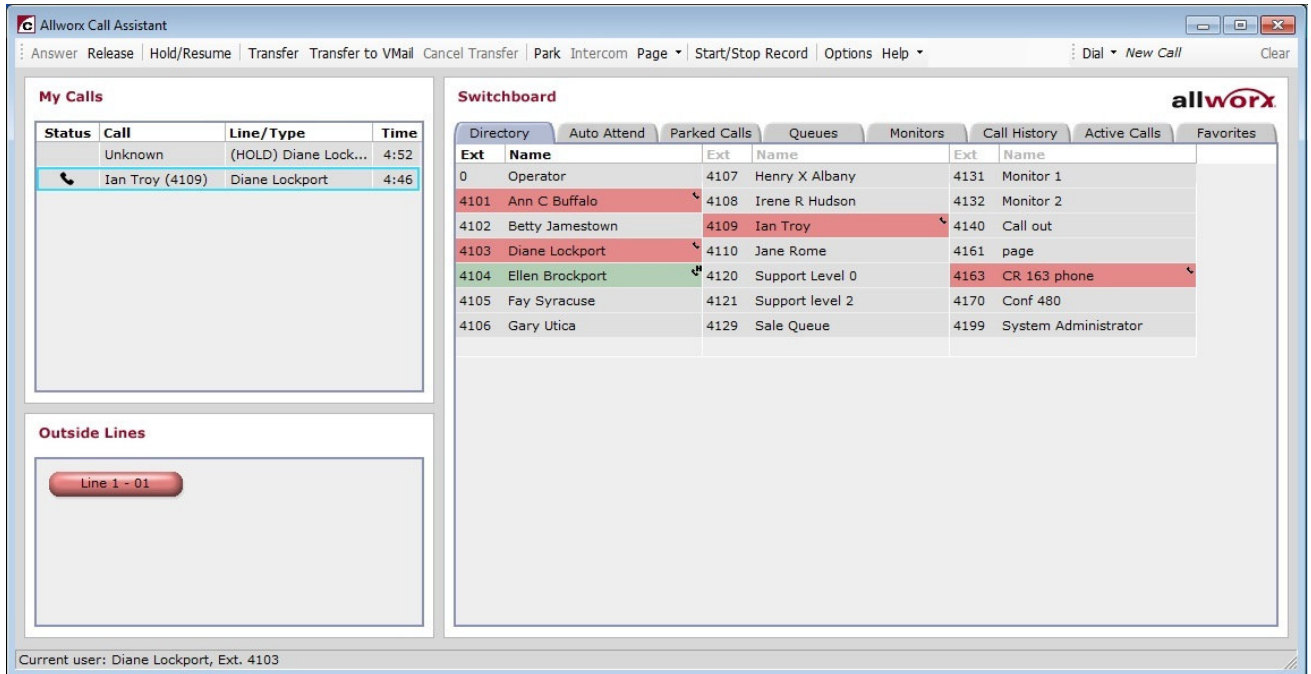 Allworx Call Assistant
Answer Release Hold/Resume Transfer Transfer to VMail Cancel Transfer Park Intercom Page Start/Stop Record Options Help Dial New Call Clear
My Calls
Status Call Line/Type Time
Unknown (HOLD) Diane Lock... 4:52
Ian Troy (4109) Diane Lockport 4:46
Outside Lines
Line 1 - 01
Switchboard
allworx
Directory Auto Attend Parked Calls Queues Monitors Call History Active Calls Favorites
Ext Name Ext Name Ext Name
0 Operator 4107 Henry X Albany 4131 Monitor 1
4101 Ann C Buffalo 4108 Irene R Hudson 4132 Monitor 2
4102 Betty Jamestown 4109 Ian Troy 4140 Call out
4103 Diane Lockport 4110 Jane Rome 4161 page
4104 Ellen Brockport 4120 Support Level 0 4163 CR 163 phone
4105 Fay Syracuse 4121 Support level 2 4170 Conf 480
4106 Gary Utica 4129 Sale Queue 4199 System Administrator
Current user: Diane Lockport, Ext. 4103